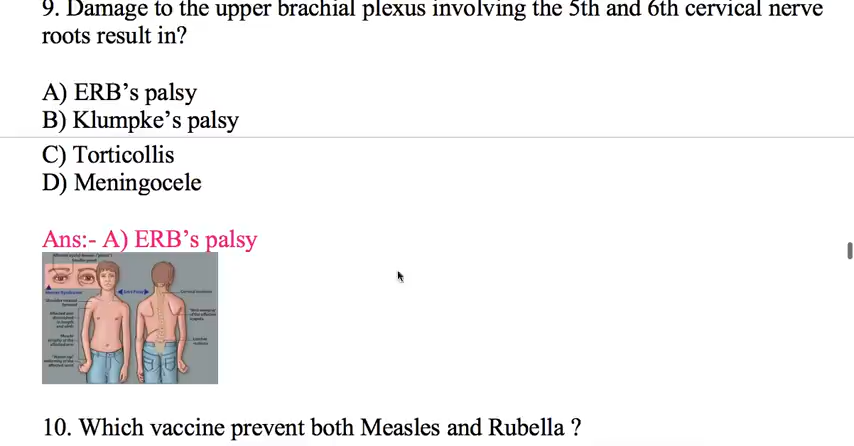 9. Damage to the upper brachial plexus involving the 5th and 6th cervical nerve
roots result in?
A) ERB’s palsy
B) Klumpke’s palsy
C) Torticollis
D) Meningocele
Ans:- A) ERB’s palsy
10. Which vaccine prevent both Measles and Rubella ?